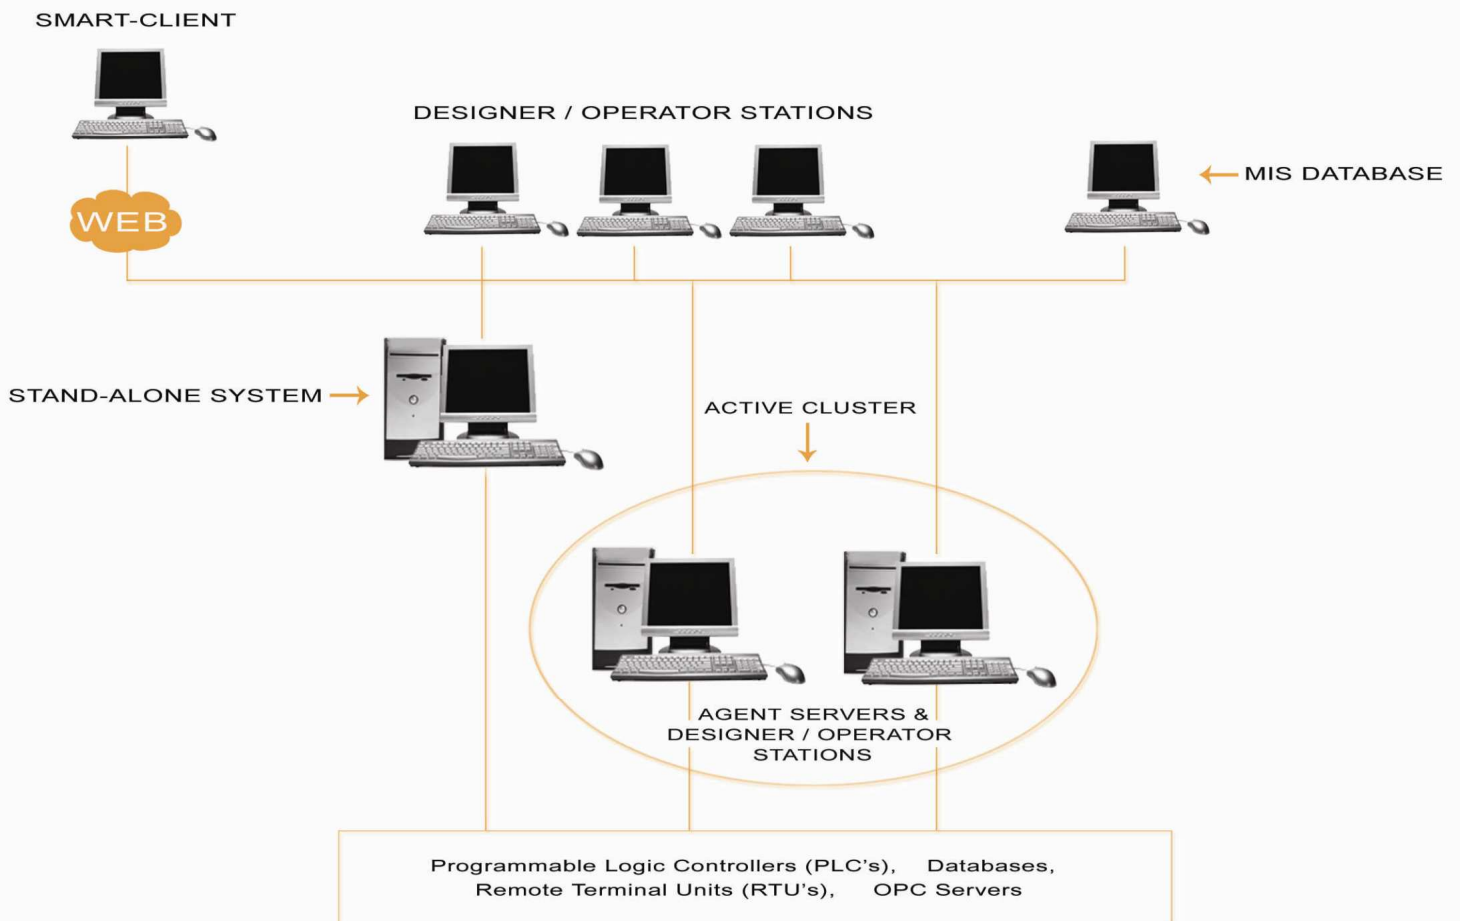 SMART-CLIENT
DESIGNER / OPERATOR STATIONS
MIS DATABASE
WEB
STAND-ALONE SYSTEM
ACTIVE CLUSTER
AGENT SERVERS &
DESIGNER / OPERATOR
STATIONS
Programmable Logic Controllers (PLC's), Databases,
Remote Terminal Units (RTU's), OPC Servers